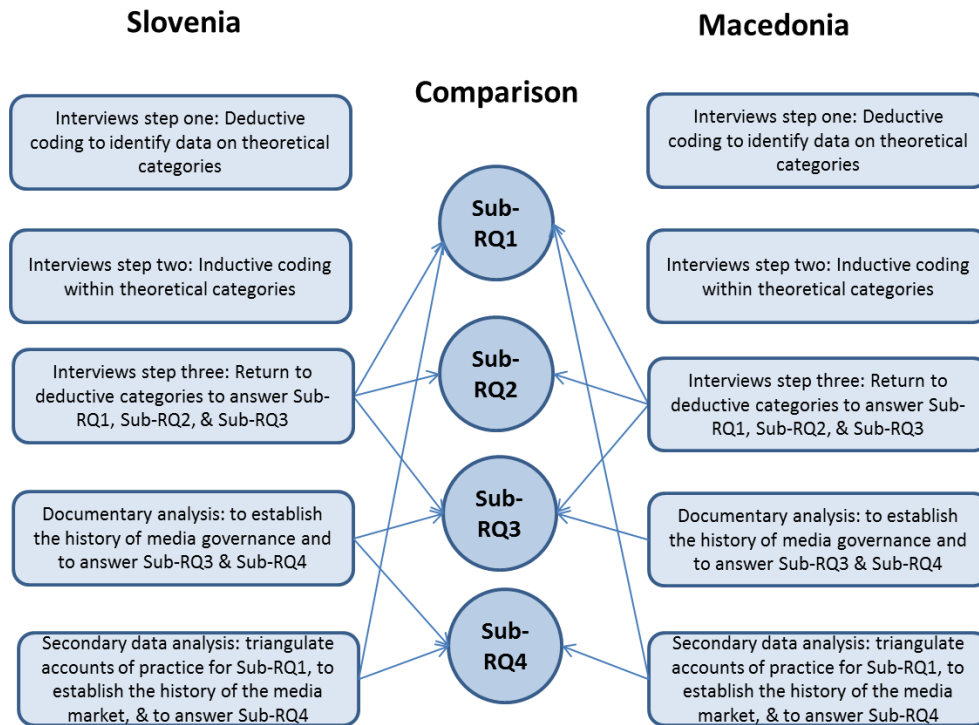 Slovenia
Macedonia
Comparison
Interviews step one: Deductive
coding to identify data on theoretical
categories
Interviews step two: Inductive coding
within theoretical categories
Interviews step three: Return to
deductive categories to answer Sub-
RQ1, Sub-RQ2, & Sub-RQ3
Documentary analysis: to establish
the history of media governance and
to answer Sub-RQ3 & Sub-RQ4
Secondary data analysis: triangulate
accounts of practice for Sub-RQ1, to
establish the history of the media
market, & to answer Sub-RQ4
Sub-
RQ1
Sub-
RQ2
Sub-
RQ3
Sub-
RQ4
Interviews step one: Deductive
coding to identify data on theoretical
categories
Interviews step two: Inductive coding
within theoretical categories
Interviews step three: Return to
deductive categories to answer Sub-
RQ1, Sub-RQ2, & Sub-RQ3
Documentary analysis: to establish
the history of media governance and
to answer Sub-RQ3 & Sub-RQ4
Secondary data analysis: triangulate
accounts of practice for Sub-RQ1, to
establish the history of the media
market, & to answer Sub-RQ4